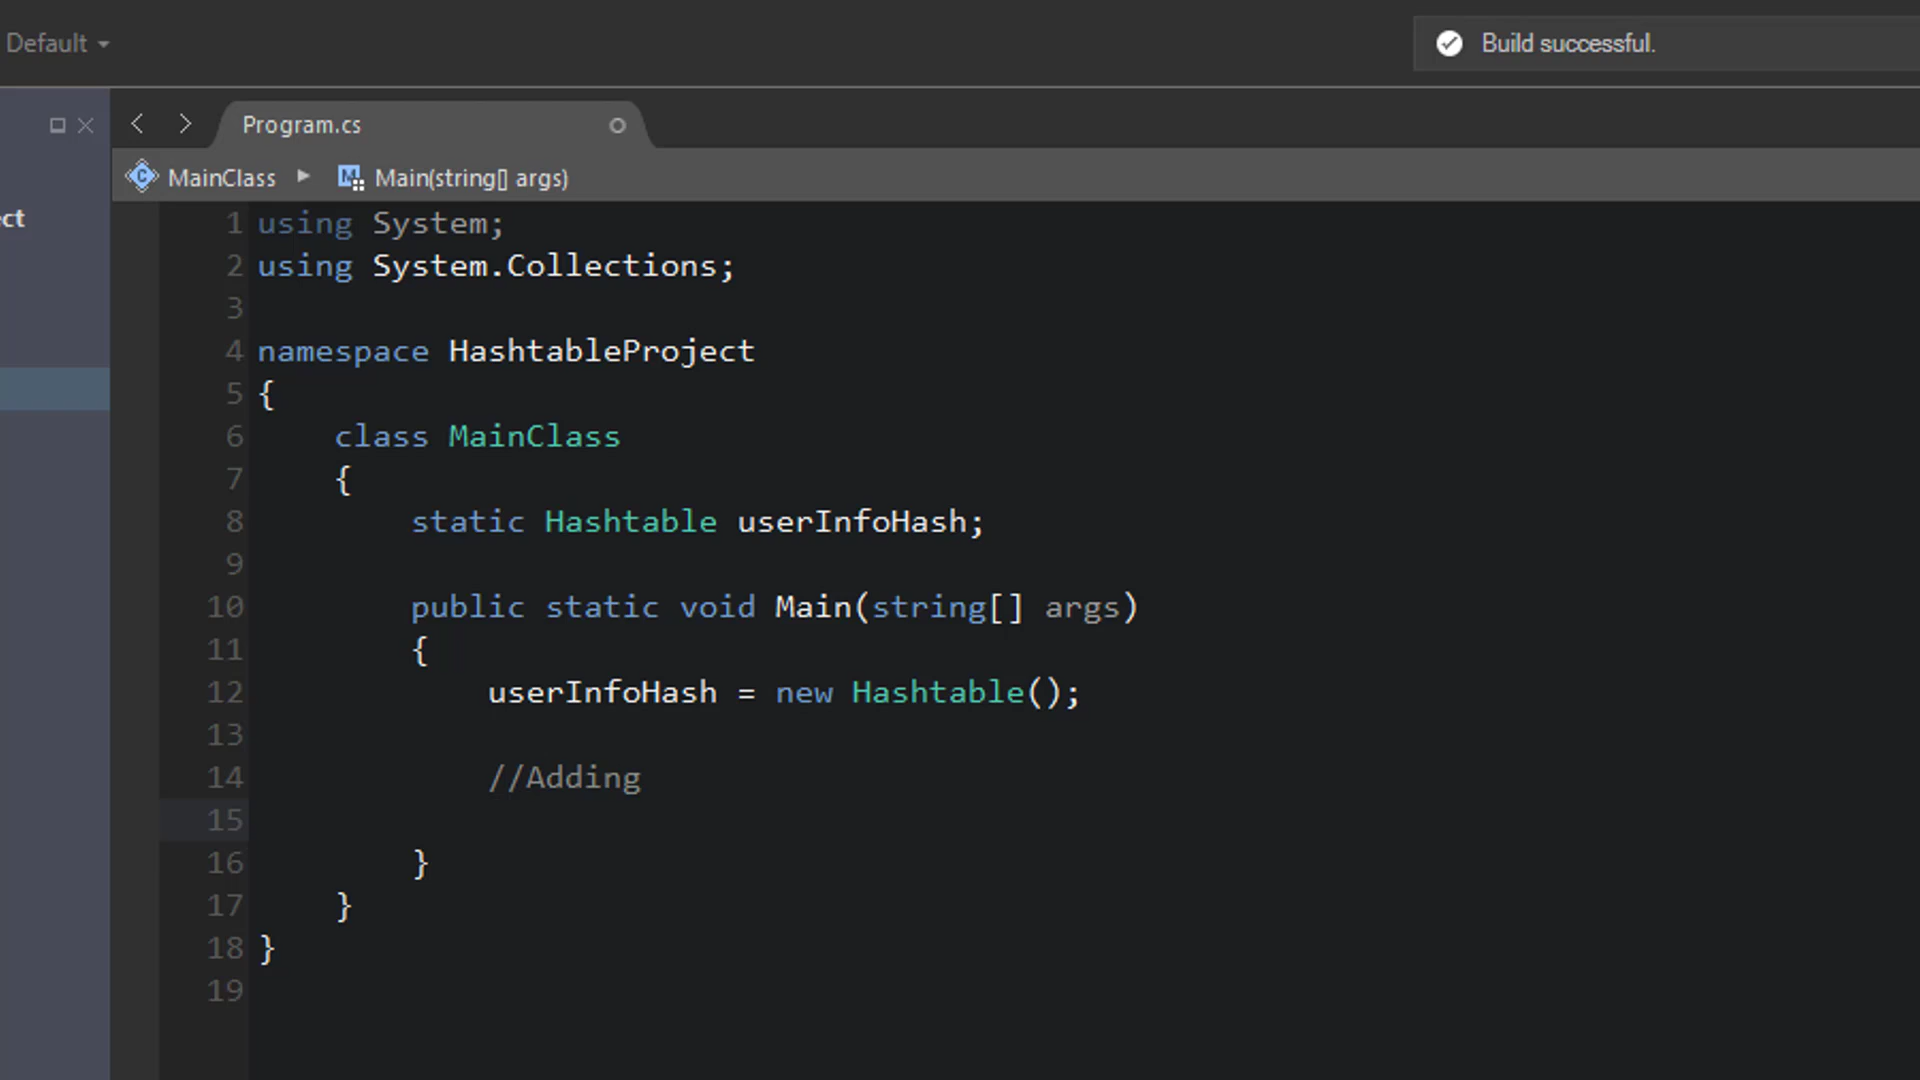 Default
Build successful.
Program.cs
MainClass Main(string[] args)
ct
1 using System;
2 using System.Collections;
3
4 namespace HashtableProject
5 {
6 class MainClass
7 {
8 static Hashtable userInfoHash;
9
10 public static void Main(string[] args)
11 {
12 userInfoHash = new Hashtable();
13
14 //Adding
15
16 }
17 }
18 }
19